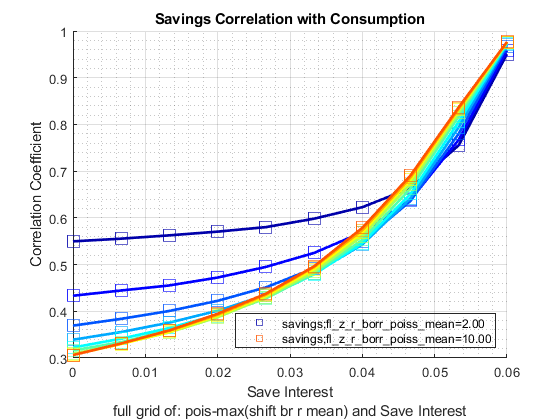 Savings Correlation with Consumption
Correlation Coefficient
1
0.9
0.8
0.7
0.6
0.5
0.4
0.3
0
0.01
0.02
0.03
0.04
0.05
0.06
savings;fl_z_r_borr_poiss_mean=2.00
savings;fl_z_r_borr_poiss_mean=10.00
Save Interest
full grid of: pois-max(shift br r mean) and Save Interest